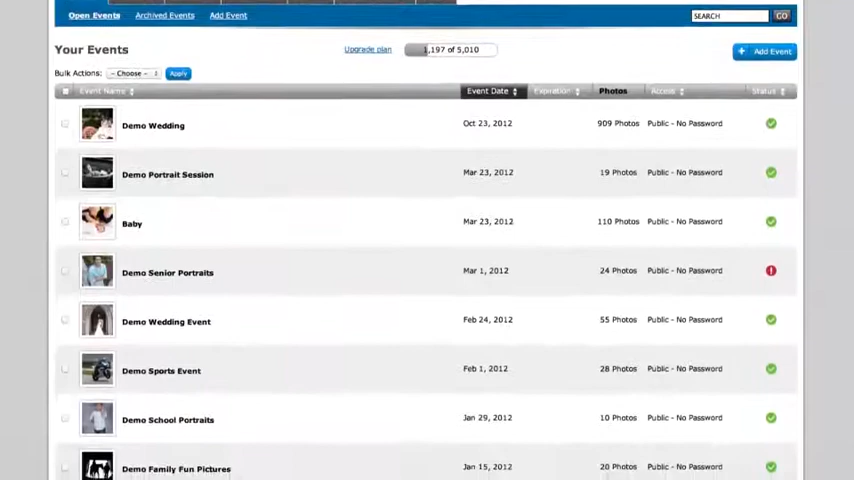 Open Events Archived Events Add Event SEARCH GO
Your Events Upgrade plan 1,197 of 5,010 + Add Event
Bulk Actions: - Choose - Apply
Event Name Event Date Expiration Photos Access Status
Demo Wedding Oct 23, 2012 909 Photos Public - No Password
Demo Portrait Session Mar 23, 2012 19 Photos Public - No Password
Baby Mar 23, 2012 110 Photos Public - No Password
Demo Senior Portraits Mar 1, 2012 24 Photos Public - No Password
Demo Wedding Event Feb 24, 2012 55 Photos Public - No Password
Demo Sports Event Feb 1, 2012 28 Photos Public - No Password
Demo School Portraits Jan 29, 2012 10 Photos Public - No Password
Demo Family Fun Pictures Jan 15, 2012 20 Photos Public - No Password